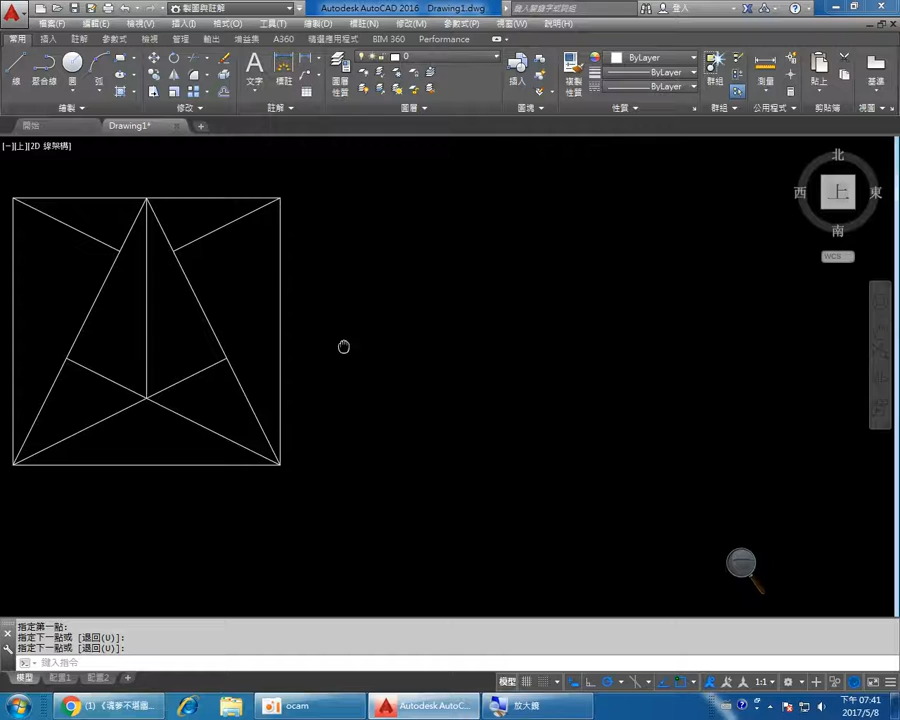 製圖與註解
Autodesk AutoCAD 2016 Drawing1.dwg
鍵入關鍵字或片語
登入
檔案(F) 編輯(E) 檢視(V) 插入(I) 格式(O) 工具(T) 繪製(D) 標註(N) 修改(M) 參數式(P) 視窗(W) 說明(H)
常用 插入 註解 參數式 檢視 管理 輸出 增益集 A360 精選應用程式 BIM 360 Performance
線 聚合線 圓 弧
文字 標註
圖層性質
插入
複製性質
ByLayer
ByLayer
ByLayer
0
群組 測量 貼上 基準
繪製 修改 註解 圖層 圖塊 性質 群組 公用程式 剪貼簿 視圖
開始 Drawing1*
[−][上][2D 線架構]
北
西 上 東
南
WCS
指定第一點:
指定下一點或 [退回(U)]:
指定下一點或 [退回(U)]:
鍵入指令
模型 配置1 配置2
模型 1:1
ocam
AutoCAD AutoC...
放大鏡
下午 07:41
2017/5/8